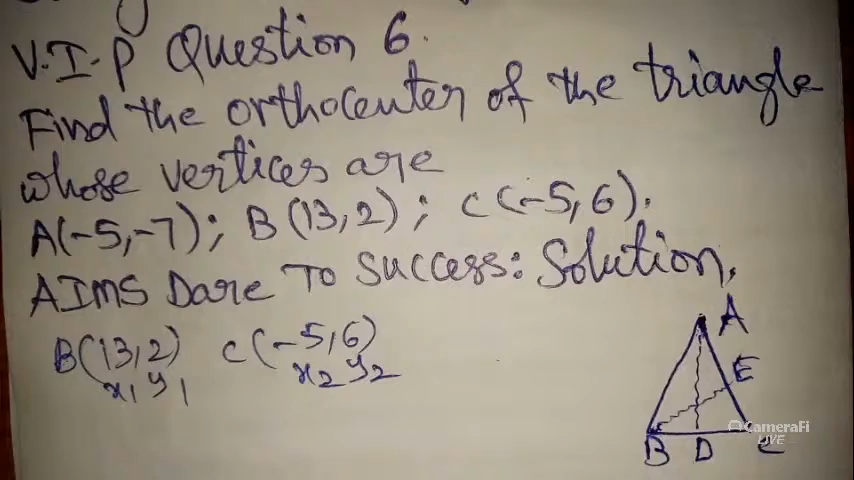 V.I.P Question 6.
Find the orthocenter of the triangle
whose vertices are
A(-5,-7); B(13,2); C(-5,6).
AIMS Dare To Success: Solution.
B(13,2) C(-5,6)
x1 y1 x2 y2
A
E
B D C
CameraFi
LIVE